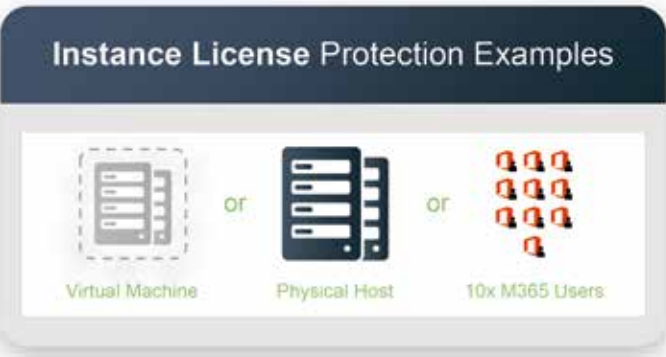 Instance License Protection Examples
or
or
Virtual Machine
Physical Host
10x M365 Users